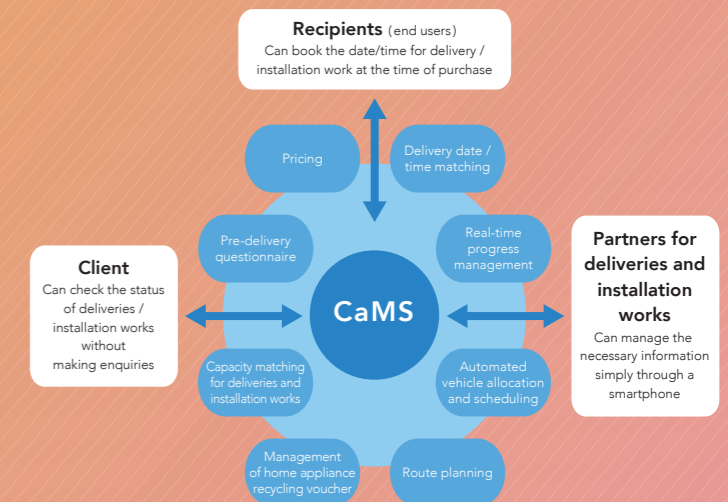 Recipients (end users)
Can book the date/time for delivery /
installation work at the time of purchase
Pricing
Delivery date /
time matching
Pre-delivery
questionnaire
Real-time
progress
management
Client
Can check the status
of deliveries /
installation works
without
making enquiries
CaMS
Partners for
deliveries and
installation
works
Can manage the
necessary information
simply through a
smartphone
Capacity matching
for deliveries and
installation works
Automated
vehicle allocation
and scheduling
Management
of home appliance
recycling voucher
Route planning